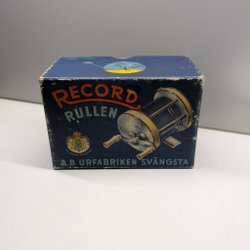 RECORD
RULLEN
A.B. URFABRIKEN SVÄNGSTA